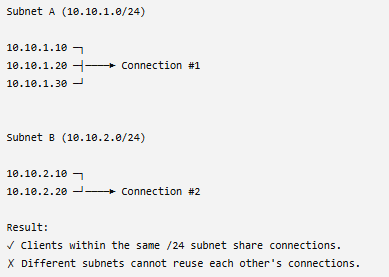 Subnet A (10.10.1.0/24)
10.10.1.10 ─┐
10.10.1.20 ─┤────► Connection #1
10.10.1.30 ─┘
Subnet B (10.10.2.0/24)
10.10.2.10 ─┐
10.10.2.20 ─┘────► Connection #2
Result:
✓ Clients within the same /24 subnet share connections.
✗ Different subnets cannot reuse each other's connections.